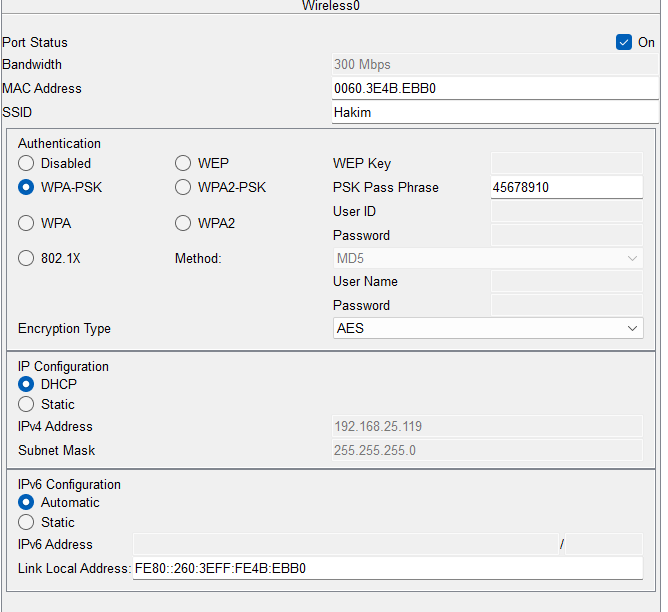 Wireless0
Port Status On
Bandwidth 300 Mbps
MAC Address 0060.3E4B.EBB0
SSID Hakim
Authentication
Disabled WEP WEP Key
WPA-PSK WPA2-PSK PSK Pass Phrase 45678910
User ID
WPA WPA2
Password
802.1X Method: MD5
User Name
Password
Encryption Type AES
IP Configuration
DHCP
Static
IPv4 Address 192.168.25.119
Subnet Mask 255.255.255.0
IPv6 Configuration
Automatic
Static
IPv6 Address /
Link Local Address: FE80::260:3EFF:FE4B:EBB0